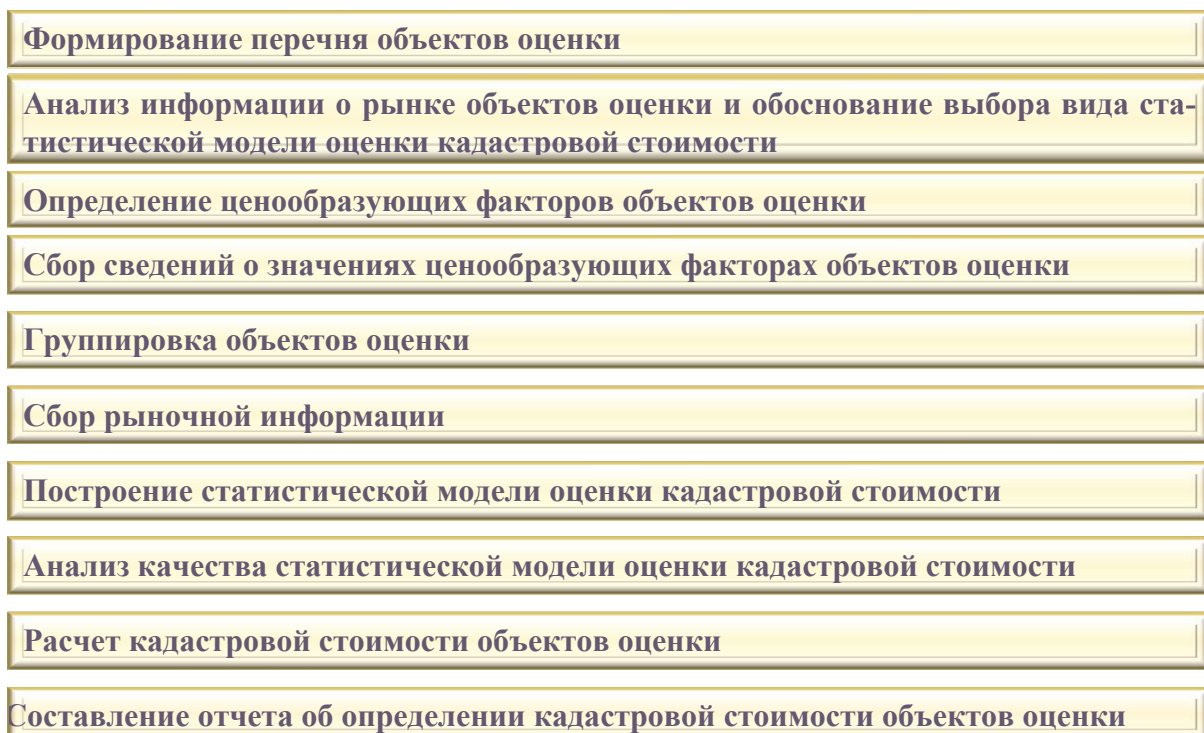 Формирование перечня объектов оценки
Анализ информации о рынке объектов оценки и обоснование выбора вида ста-
тистической модели оценки кадастровой стоимости
Определение ценообразующих факторов объектов оценки
Сбор сведений о значениях ценообразующих факторах объектов оценки
Группировка объектов оценки
Сбор рыночной информации
Построение статистической модели оценки кадастровой стоимости
Анализ качества статистической модели оценки кадастровой стоимости
Расчет кадастровой стоимости объектов оценки
Составление отчета об определении кадастровой стоимости объектов оценки